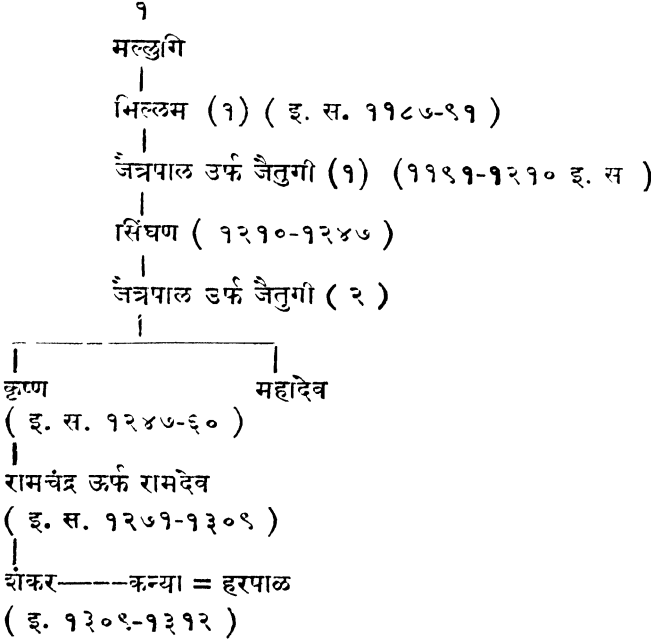 १
मल्लुगि
भिल्लम (१) ( इ. स. ११८७-९१ )
जैत्रपाल उर्फ जैतुगी (१) (११९१-१२१० इ. स )
सिंघण ( १२१०-१२४७ )
जैत्रपाल उर्फ जैतुगी ( २ )
कृष्ण महादेव
( इ. स. १२४७-६० )
रामचंद्र ऊर्फ रामदेव
( इ. स. १२७१-१३०९ )
शंकर———-कन्या = हरपाळ
( इ. १३०९-१३१२ )